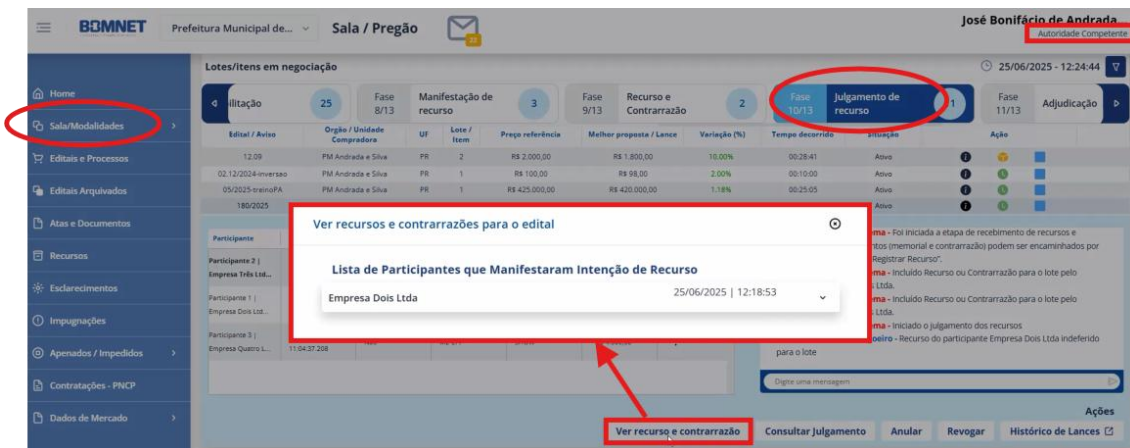 BBMNET
Prefeitura Municipal de...
Sala / Pregão
José Bonifácio de Andrada
Autoridade Competente
Lotes/itens em negociação
25/06/2025 - 12:24:44
Home
Sala/Modalidades
Editais e Processos
Editais Arquivados
Atas e Documentos
Recursos
Esclarecimentos
Impugnações
Apenados / Impedidos
Contratações - PNCP
Dados de Mercado
ilitação 25
Fase 8/13 Manifestação de recurso 3
Fase 9/13 Recurso e Contrarrazão 2
Fase 10/13 Julgamento de recurso 1
Fase 11/13 Adjudicação
Edital / Aviso Orgão / Unidade Compradora UF Lote / Item Preço referência Melhor proposta / Lance Variação (%) Tempo decorrido Situação Ação
12.09 PM Andrada e Silva PR 2 R$ 2.000,00 R$ 1.800,00 10.00% 00:28:41 Ativo
02.12/2024-inversao PM Andrada e Silva PR 1 R$ 100,00 R$ 98,00 2.00% 00:10:00 Ativo
05/2025-treinoPA PM Andrada e Silva PR 1 R$ 425.000,00 R$ 420.000,00 1.18% 00:25:05 Ativo
180/2025 Ativo
Participante
Participante 2 |
Empresa Três Ltd...
Participante 1 |
Empresa Dois Ltd...
Participante 3 |
Empresa Quatro L... 11:04:37.208
Ver recursos e contrarrazões para o edital
Lista de Participantes que Manifestaram Intenção de Recurso
Empresa Dois Ltda 25/06/2025 | 12:18:53
ma - Foi iniciada a etapa de recebimento de recursos e
ntos (memorial e contrarrazão) podem ser encaminhados por
Registrar Recurso".
ma - Incluído Recurso ou Contrarrazão para o lote pelo
Ltda.
ma - Incluído Recurso ou Contrarrazão para o lote pelo
Ltda.
ma - Iniciado o julgamento dos recursos
oeiro - Recurso do participante Empresa Dois Ltda indeferido
para o lote
Digite uma mensagem
Ações
Ver recurso e contrarrazão
Consultar Julgamento
Anular
Revogar
Histórico de Lances